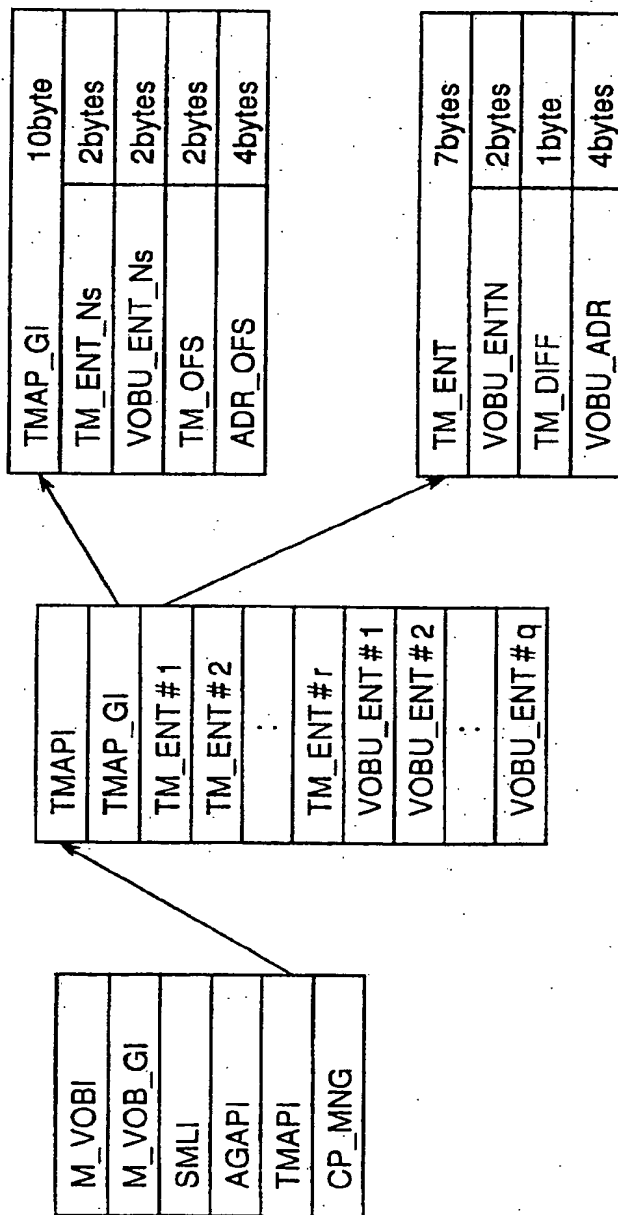 M_VOBI
M_VOB_GI
SMLI
AGAPI
TMAPI
CP_MNG
TMAPI
TMAP_GI
TM_ENT#1
TM_ENT#2
:
TM_ENT#r
VOBU_ENT#1
VOBU_ENT#2
:
VOBU_ENT#q
TMAP_GI 10byte
TM_ENT_Ns 2bytes
VOBU_ENT_Ns 2bytes
TM_OFS 2bytes
ADR_OFS 4bytes
TM_ENT 7bytes
VOBU_ENTN 2bytes
TM_DIFF 1byte
VOBU_ADR 4bytes